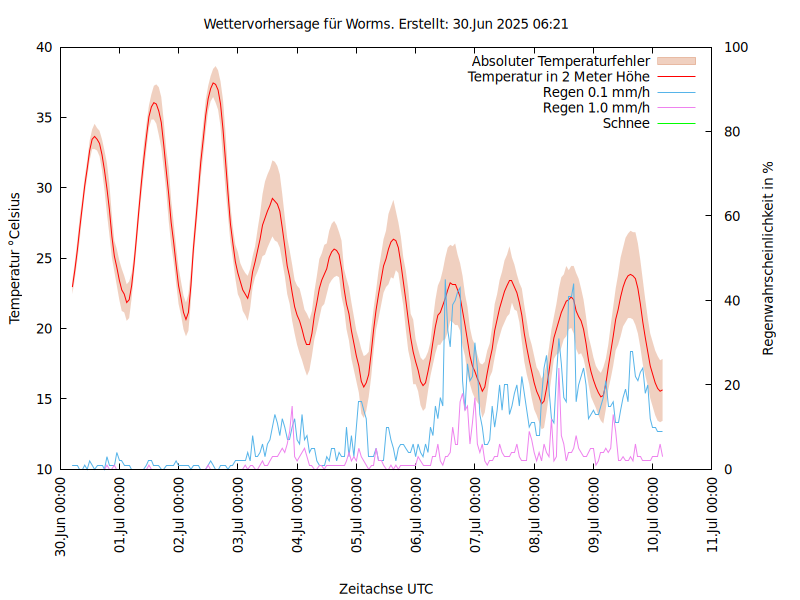 Wettervorhersage für Worms. Erstellt: 30.Jun 2025 06:21
Absoluter Temperaturfehler
Temperatur in 2 Meter Höhe
Regen 0.1 mm/h
Regen 1.0 mm/h
Schnee
Temperatur °Celsius
40
35
30
25
20
15
10
Regenwahrscheinlichkeit in %
100
80
60
40
20
0
30.Jun 00:00
01.Jul 00:00
02.Jul 00:00
03.Jul 00:00
04.Jul 00:00
05.Jul 00:00
06.Jul 00:00
07.Jul 00:00
08.Jul 00:00
09.Jul 00:00
10.Jul 00:00
11.Jul 00:00
Zeitachse UTC